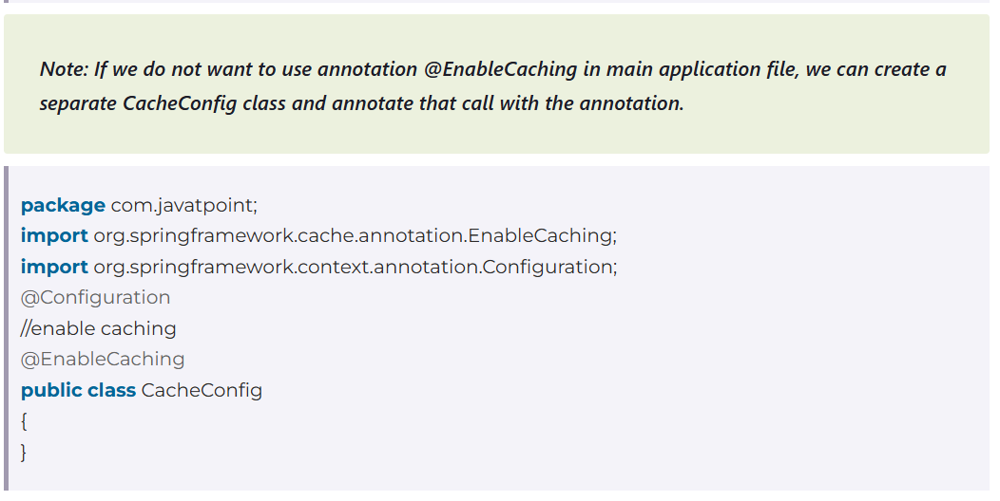 Note: If we do not want to use annotation @EnableCaching in main application file, we can create a
separate CacheConfig class and annotate that call with the annotation.
package com.javatpoint;
import org.springframework.cache.annotation.EnableCaching;
import org.springframework.context.annotation.Configuration;
@Configuration
//enable caching
@EnableCaching
public class CacheConfig
{
}